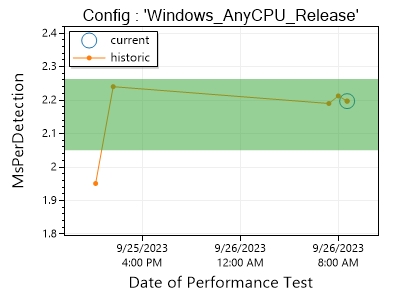 Config : 'Windows_AnyCPU_Release'
2.4
current
historic
2.3
2.2
2.1
2
1.9
1.8
MsPerDetection
9/25/2023 9/26/2023 9/26/2023
4:00 PM 12:00 AM 8:00 AM
Date of Performance Test